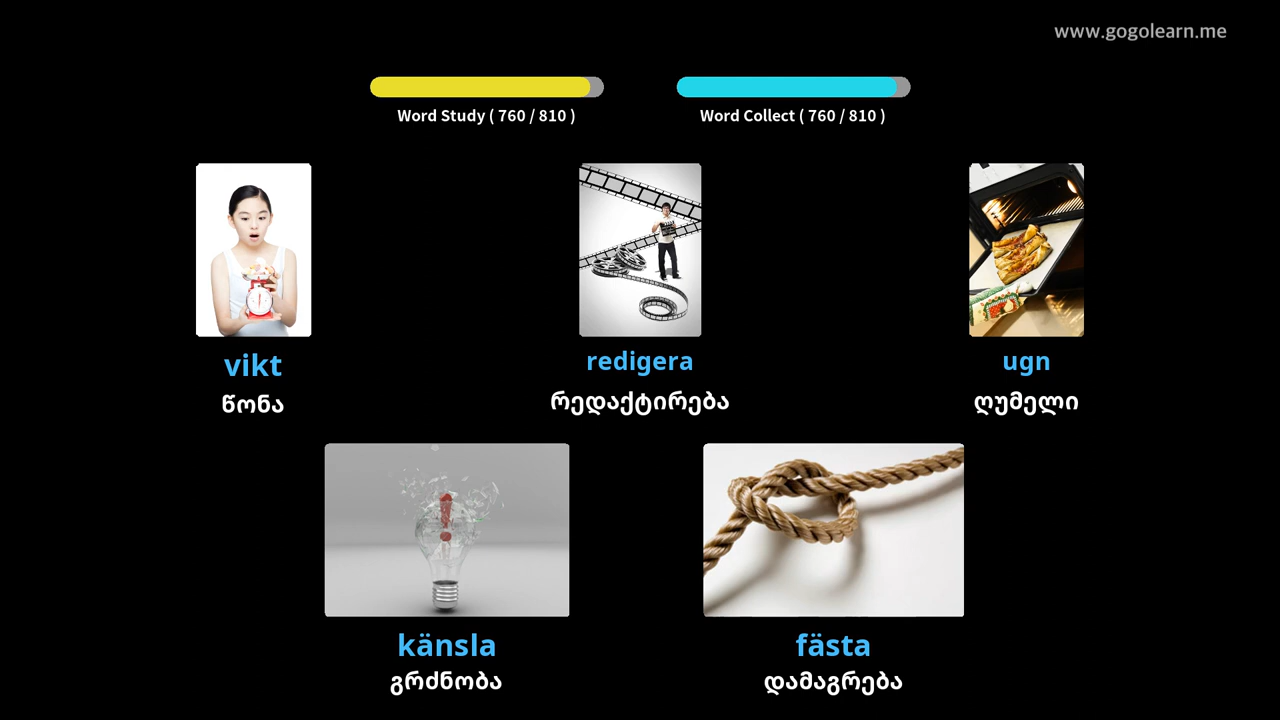 www.gogolearn.me
Word Study ( 760 / 810 )
Word Collect ( 760 / 810 )
vikt
წონა
redigera
რედაქტირება
ugn
ღუმელი
känsla
გრძნობა
fästa
დამაგრება